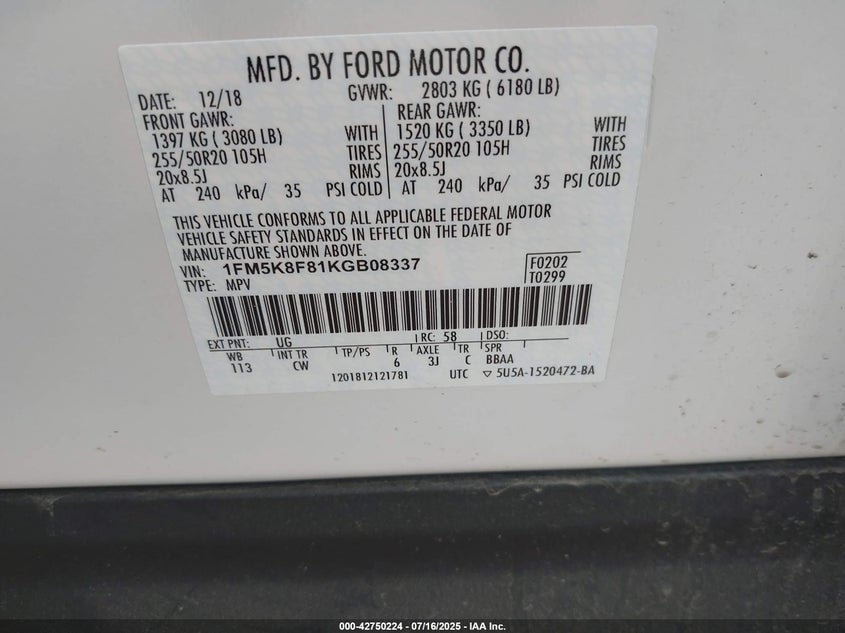 MFD. BY FORD MOTOR CO.
DATE: 12/18 GVWR: 2803 KG ( 6180 LB)
FRONT GAWR: REAR GAWR:
1397 KG ( 3080 LB) WITH 1520 KG ( 3350 LB) WITH
255/50R20 105H TIRES 255/50R20 105H TIRES
20x8.5J RIMS 20x8.5J RIMS
AT 240 kPa/ 35 PSI COLD AT 240 kPa/ 35 PSI COLD
THIS VEHICLE CONFORMS TO ALL APPLICABLE FEDERAL MOTOR
VEHICLE SAFETY STANDARDS IN EFFECT ON THE DATE OF
MANUFACTURE SHOWN ABOVE.
VIN: 1FM5K8F81KGB08337 F0202
TYPE: MPV T0299
EXT PNT: UG RC: 58 DSO:
WB INT TR TP/PS R AXLE TR SPR
113 CW 6 3J C BBAA
1201812121781 UTC ▽ 5U5A-1520472-BA
000-42750224 - 07/16/2025 - IAA Inc.